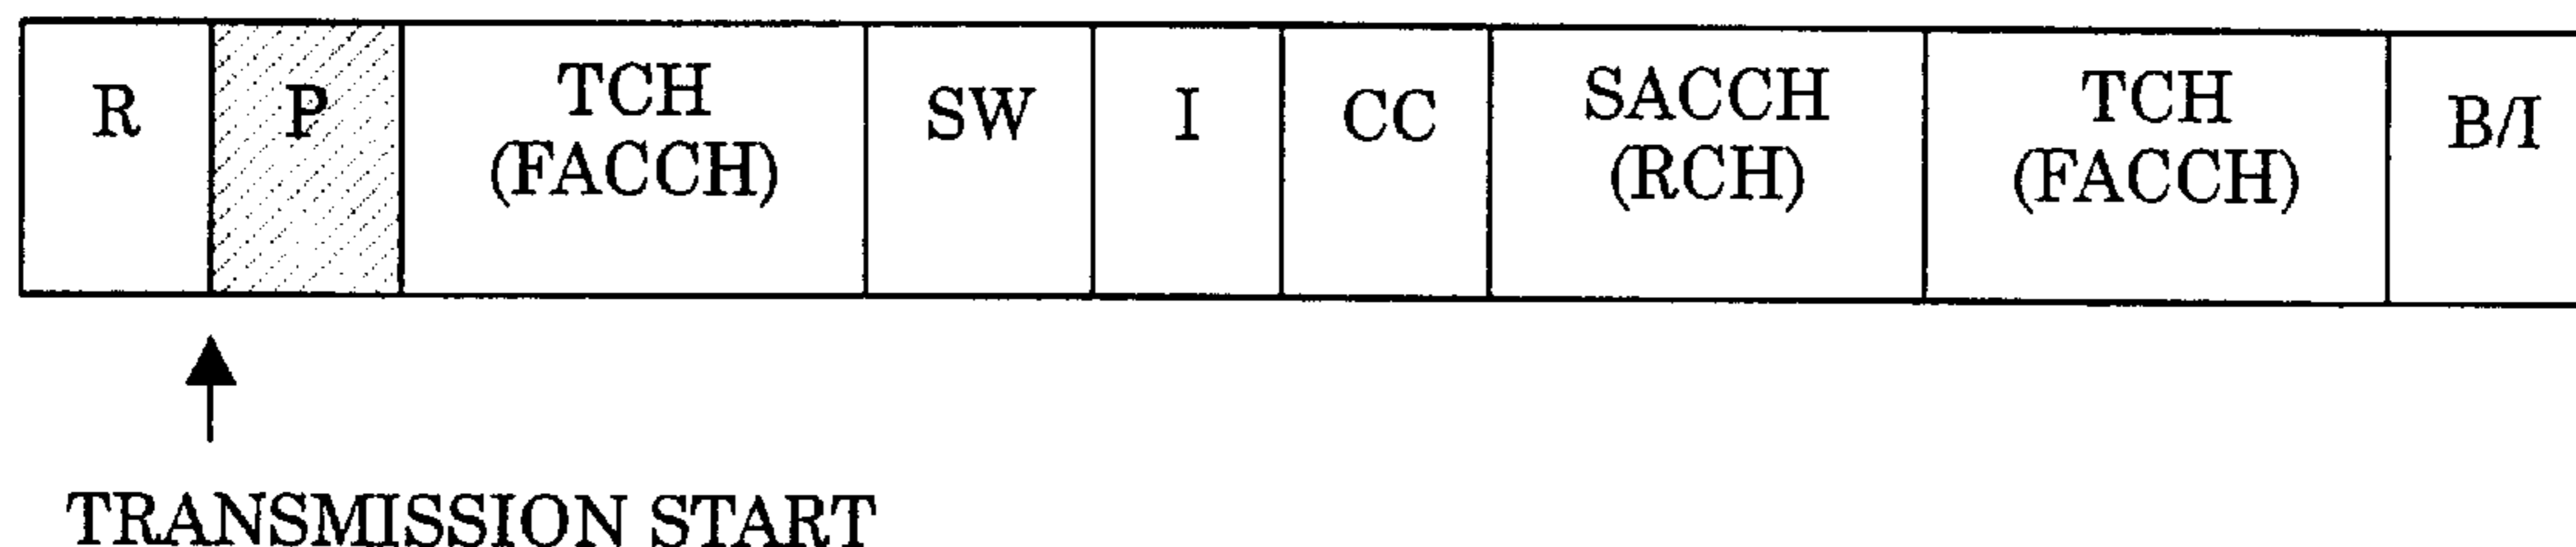 R
P
TCH
(FACCH)
SW
I
CC
SACCH
(RCH)
TCH
(FACCH)
B/I
TRANSMISSION START